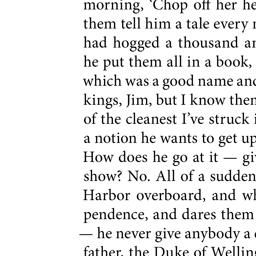 morning, ‘Chop off her he
them tell him a tale every
had hogged a thousand a
he put them all in a book,
which was a good name and
kings, Jim, but I know them
of the cleanest I’ve struck i
a notion he wants to get up
How does he go at it — gi
show? No. All of a sudden
Harbor overboard, and w
pendence, and dares them
— he never give anybody a
father, the Duke of Welling